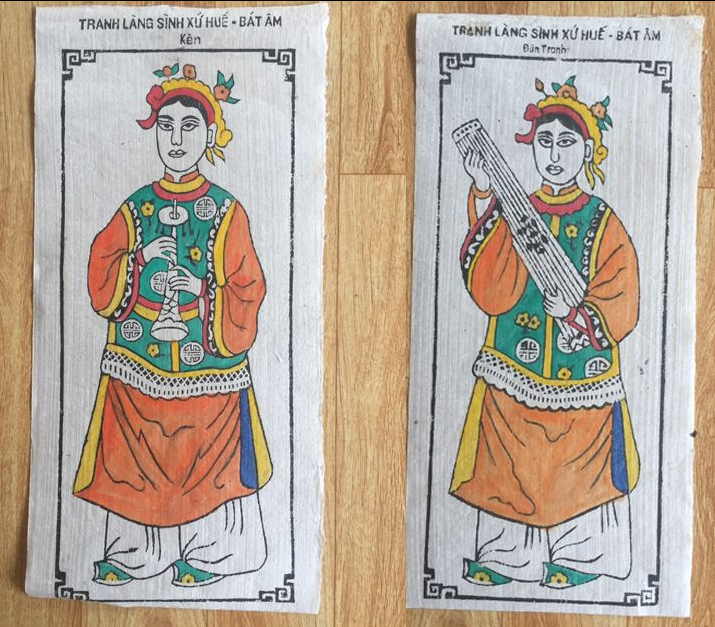 TRANH LÀNG SÌNH XỨ HUẾ - BÁT ÂM
Kèn
TRANH LÀNG SÌNH XỨ HUẾ - BÁT ÂM
Đàn Tranh